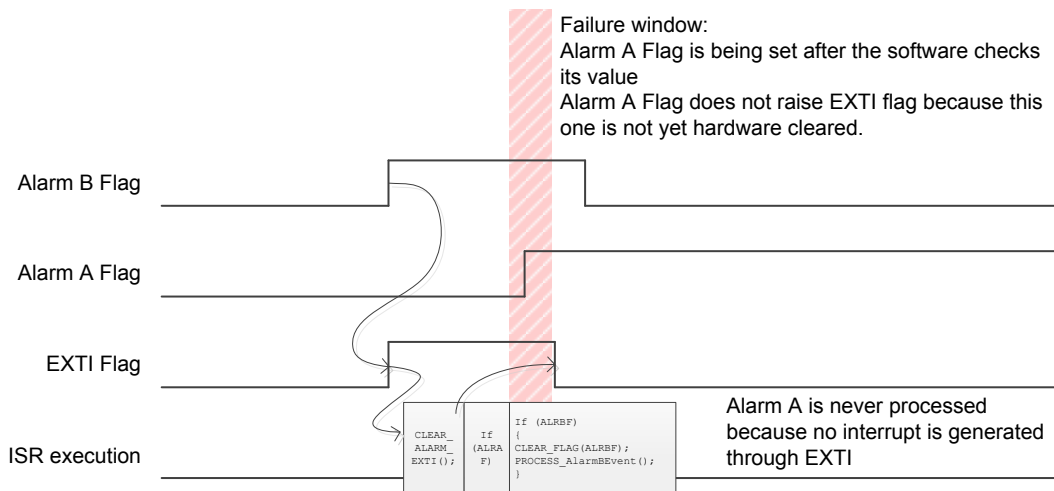 Failure window:
Alarm A Flag is being set after the software checks
its value
Alarm A Flag does not raise EXTI flag because this
one is not yet hardware cleared.
Alarm B Flag
Alarm A Flag
EXTI Flag
ISR execution
CLEAR_
ALARM_
EXTI();
If
(ALRA
F)
If (ALRBF)
{
CLEAR_FLAG(ALRBF);
PROCESS_AlarmBEvent();
}
Alarm A is never processed
because no interrupt is generated
through EXTI